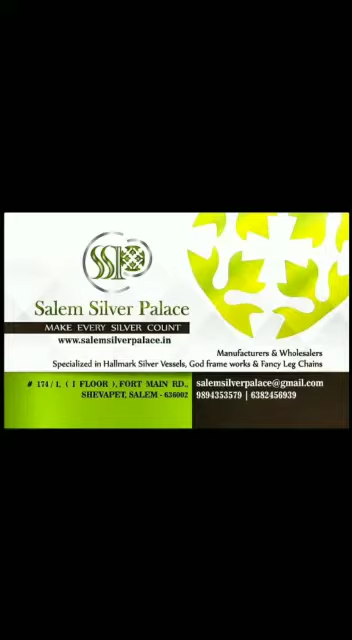 SSP
Salem Silver Palace
MAKE EVERY SILVER COUNT
www.salemsilverpalace.in
Manufacturers & Wholesalers
Specialized in Hallmark Silver Vessels, God frame works & Fancy Leg Chains
# 174 / 1, ( I FLOOR ), FORT MAIN RD.,
SHEVAPET, SALEM - 636002
salemsilverpalace@gmail.com
9894353579 | 6382456939